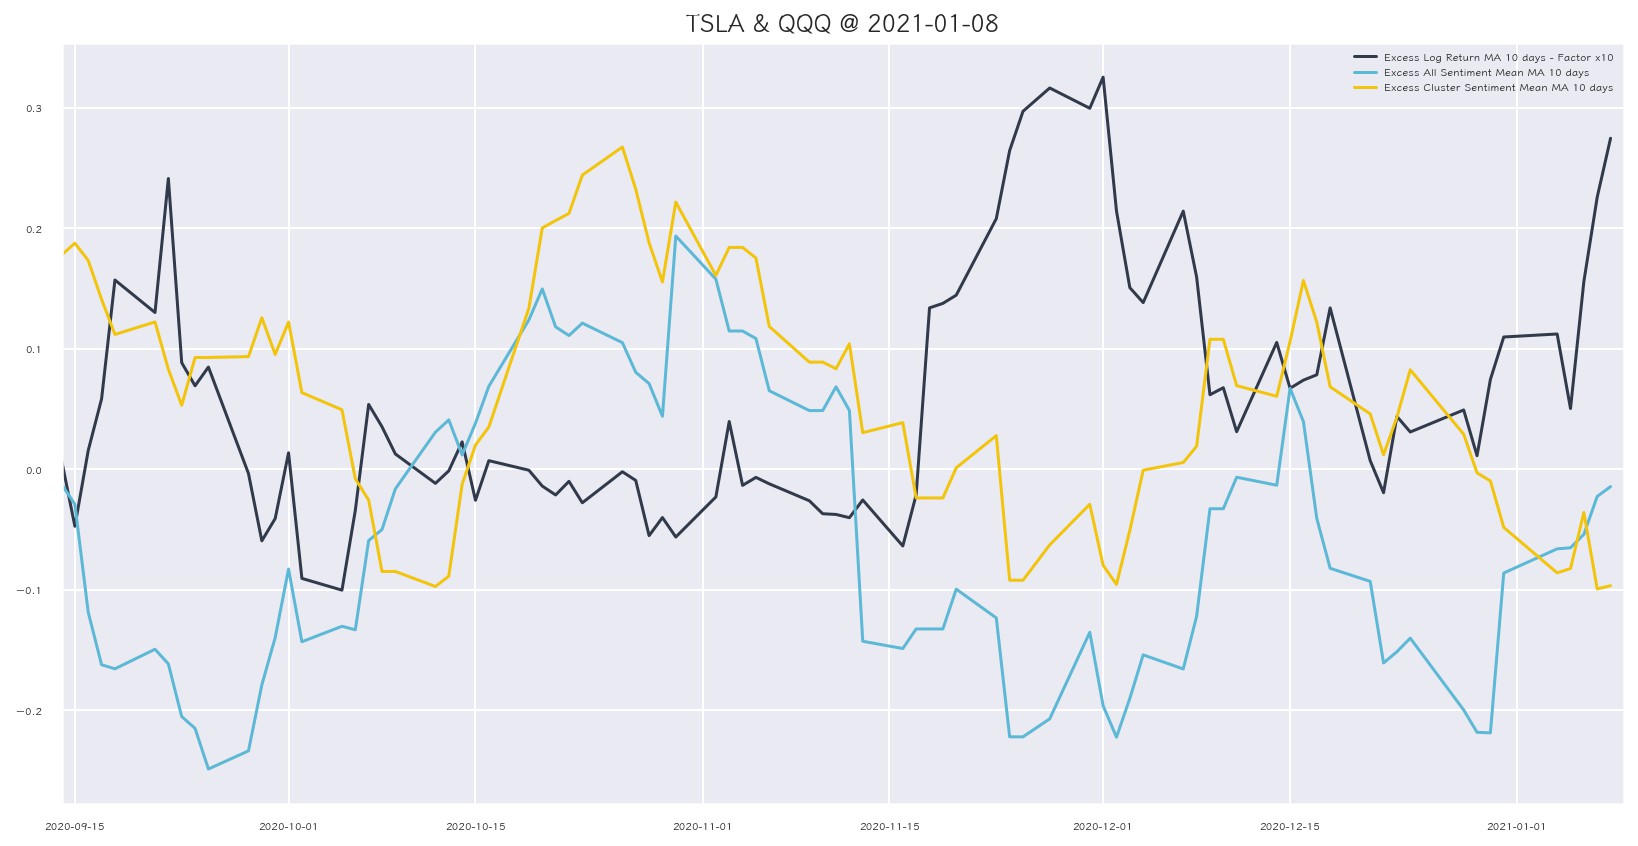 TSLA & QQQ @ 2021-01-08
Excess Log Return MA 10 days - Factor x10
Excess All Sentiment Mean MA 10 days
Excess Cluster Sentiment Mean MA 10 days
0.3
0.2
0.1
0.0
−0.1
−0.2
2020-09-15 2020-10-01 2020-10-15 2020-11-01 2020-11-15 2020-12-01 2020-12-15 2021-01-01